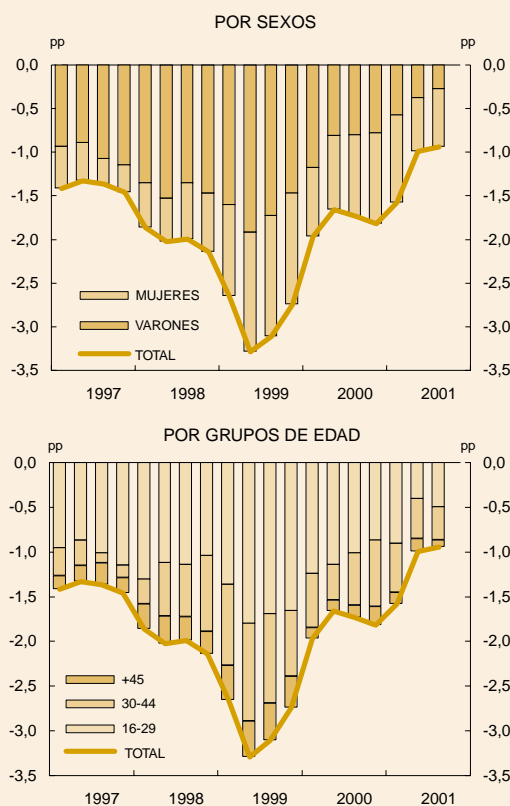 POR SEXOS
pp pp
0,0 0,0
-0,5 -0,5
-1,0 -1,0
-1,5 -1,5
-2,0 -2,0
-2,5 -2,5
MUJERES
-3,0 -3,0
VARONES
TOTAL
-3,5 -3,5
1997 1998 1999 2000 2001
POR GRUPOS DE EDAD
pp pp
0,0 0,0
-0,5 -0,5
-1,0 -1,0
-1,5 -1,5
-2,0 -2,0
+45
-2,5 -2,5
30-44
16-29
-3,0 -3,0
TOTAL
-3,5 -3,5
1997 1998 1999 2000 2001